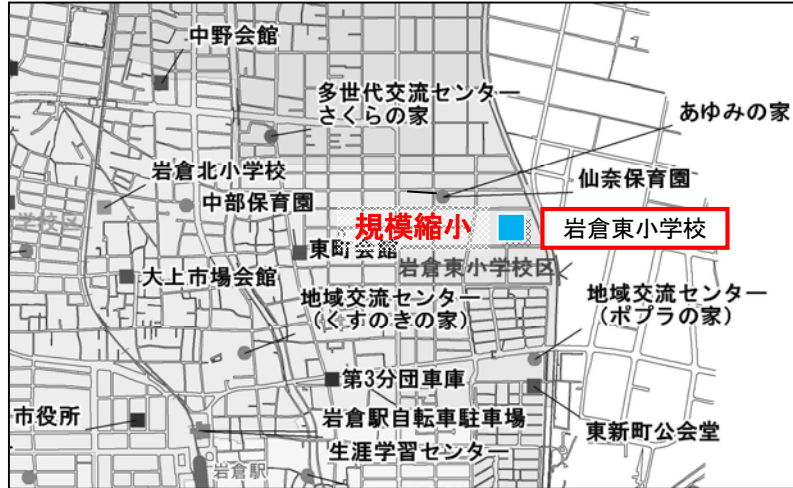 中野会館
多世代交流センター
さくらの家
あゆみの家
岩倉北小学校
仙奈保育園
中部保育園
学校区
規模縮小
岩倉東小学校
東町会館
岩倉東小学校区
大上市場会館
地域交流センター
（くすのきの家）
地域交流センター
（ポプラの家）
第3分団車庫
市役所
岩倉駅自転車駐車場
東新町公会堂
生涯学習センター
岩倉駅